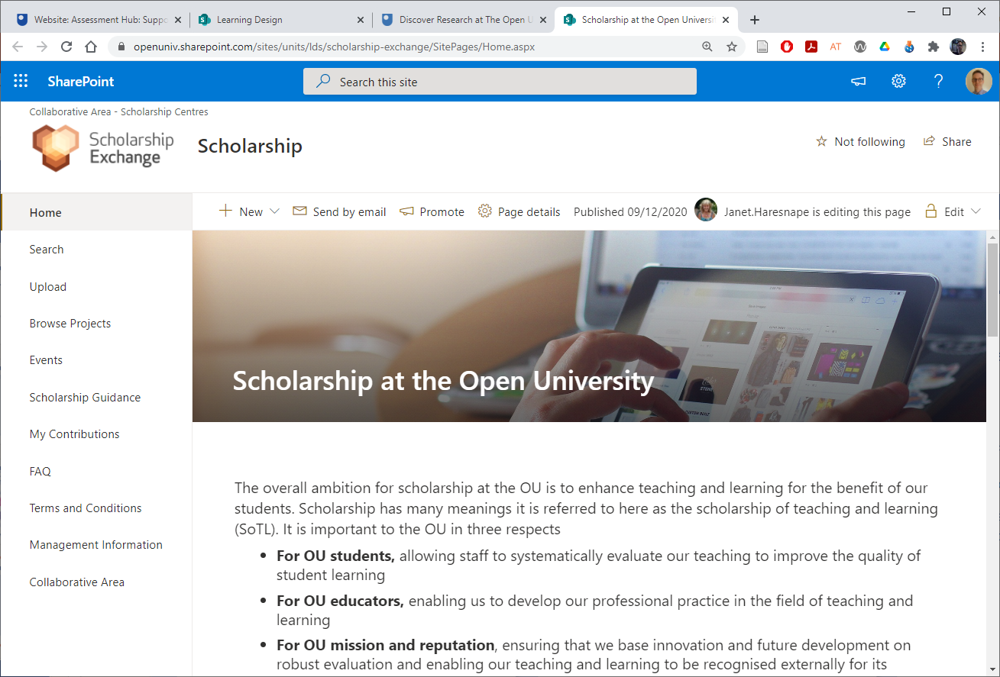 Website: Assessment Hub: Suppo
Learning Design
Discover Research at The Open U
Scholarship at the Open Universi
openuniv.sharepoint.com/sites/units/lds/scholarship-exchange/SitePages/Home.aspx
AT
SharePoint
Search this site
Collaborative Area - Scholarship Centres
Scholarship
Exchange
Scholarship
Not following
Share
Home
New
Send by email
Promote
Page details
Published 09/12/2020
Janet.Haresnape is editing this page
Edit
Search
Upload
Browse Projects
Events
Scholarship Guidance
My Contributions
FAQ
Terms and Conditions
Management Information
Collaborative Area
STONE
CUSTOM BUILT
Scholarship at the Open University
The overall ambition for scholarship at the OU is to enhance teaching and learning for the benefit of our
students. Scholarship has many meanings it is referred to here as the scholarship of teaching and learning
(SoTL). It is important to the OU in three respects
• For OU students, allowing staff to systematically evaluate our teaching to improve the quality of
student learning
• For OU educators, enabling us to develop our professional practice in the field of teaching and
learning
• For OU mission and reputation, ensuring that we base innovation and future development on
robust evaluation and enabling our teaching and learning to be recognised externally for its